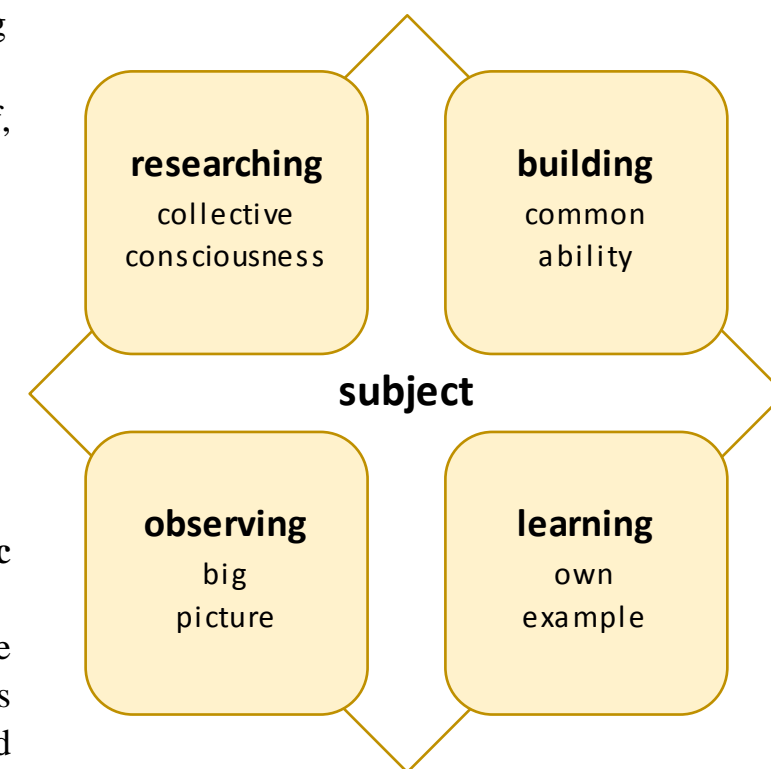 g
f,
researching
collective
consciousness
building
common
ability
subject
observing
big
picture
learning
own
example
c
e
s
d